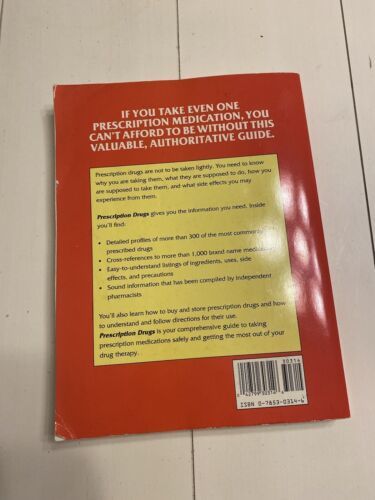 IF YOU TAKE EVEN ONE
PRESCRIPTION MEDICATION, YOU
CAN'T AFFORD TO BE WITHOUT THIS
VALUABLE, AUTHORITATIVE GUIDE.
Prescription drugs are not to be taken lightly. You need to know
why you are taking them, what they are supposed to do, how you
are supposed to take them, and what side effects you may
experience from them.
Prescription Drugs gives you the information you need. Inside
you'll find:
• Detailed profiles of more than 300 of the most commonly
prescribed drugs
• Cross-references to more than 1,000 brand name
• Easy-to-understand listings of ingredients, uses, side
effects, and precautions
• Sound information that has been compiled by independent
pharmacists
You'll also learn how to buy and store prescription drugs and how
to understand and follow directions for their use.
Prescription Drugs is your comprehensive guide to taking
prescription medications safely and getting the most out of your
drug therapy.
30314
ISBN 0-7853-0314-6